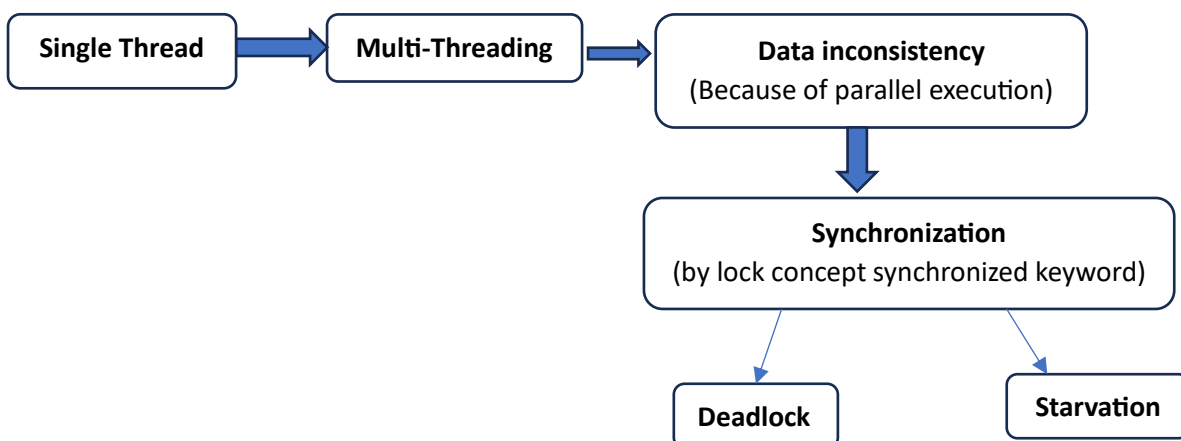 Single Thread
Multi-Threading
Data inconsistency
(Because of parallel execution)
Synchronization
(by lock concept synchronized keyword)
Deadlock
Starvation